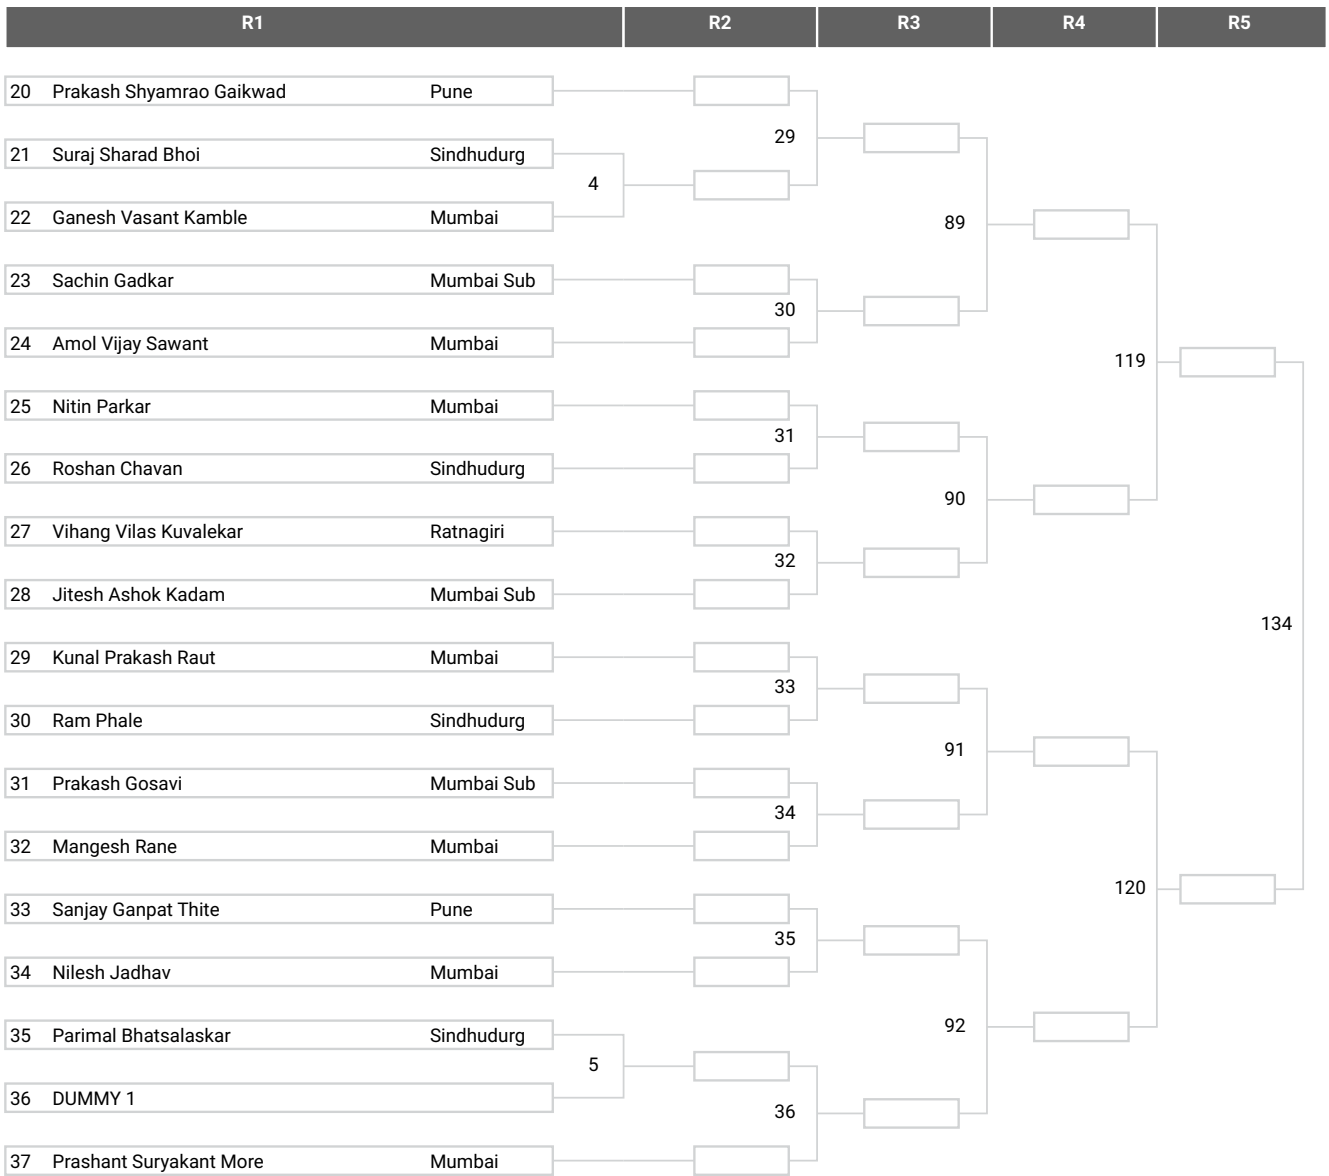 R1 R2 R3 R4 R5
20 Prakash Shyamrao Gaikwad Pune
29
21 Suraj Sharad Bhoi Sindhudurg
4
22 Ganesh Vasant Kamble Mumbai
89
23 Sachin Gadkar Mumbai Sub
30
24 Amol Vijay Sawant Mumbai
119
25 Nitin Parkar Mumbai
31
26 Roshan Chavan Sindhudurg
90
27 Vihang Vilas Kuvalekar Ratnagiri
32
28 Jitesh Ashok Kadam Mumbai Sub
134
29 Kunal Prakash Raut Mumbai
33
30 Ram Phale Sindhudurg
91
31 Prakash Gosavi Mumbai Sub
34
32 Mangesh Rane Mumbai
120
33 Sanjay Ganpat Thite Pune
35
34 Nilesh Jadhav Mumbai
92
35 Parimal Bhatsalaskar Sindhudurg
5
36 DUMMY 1
36
37 Prashant Suryakant More Mumbai